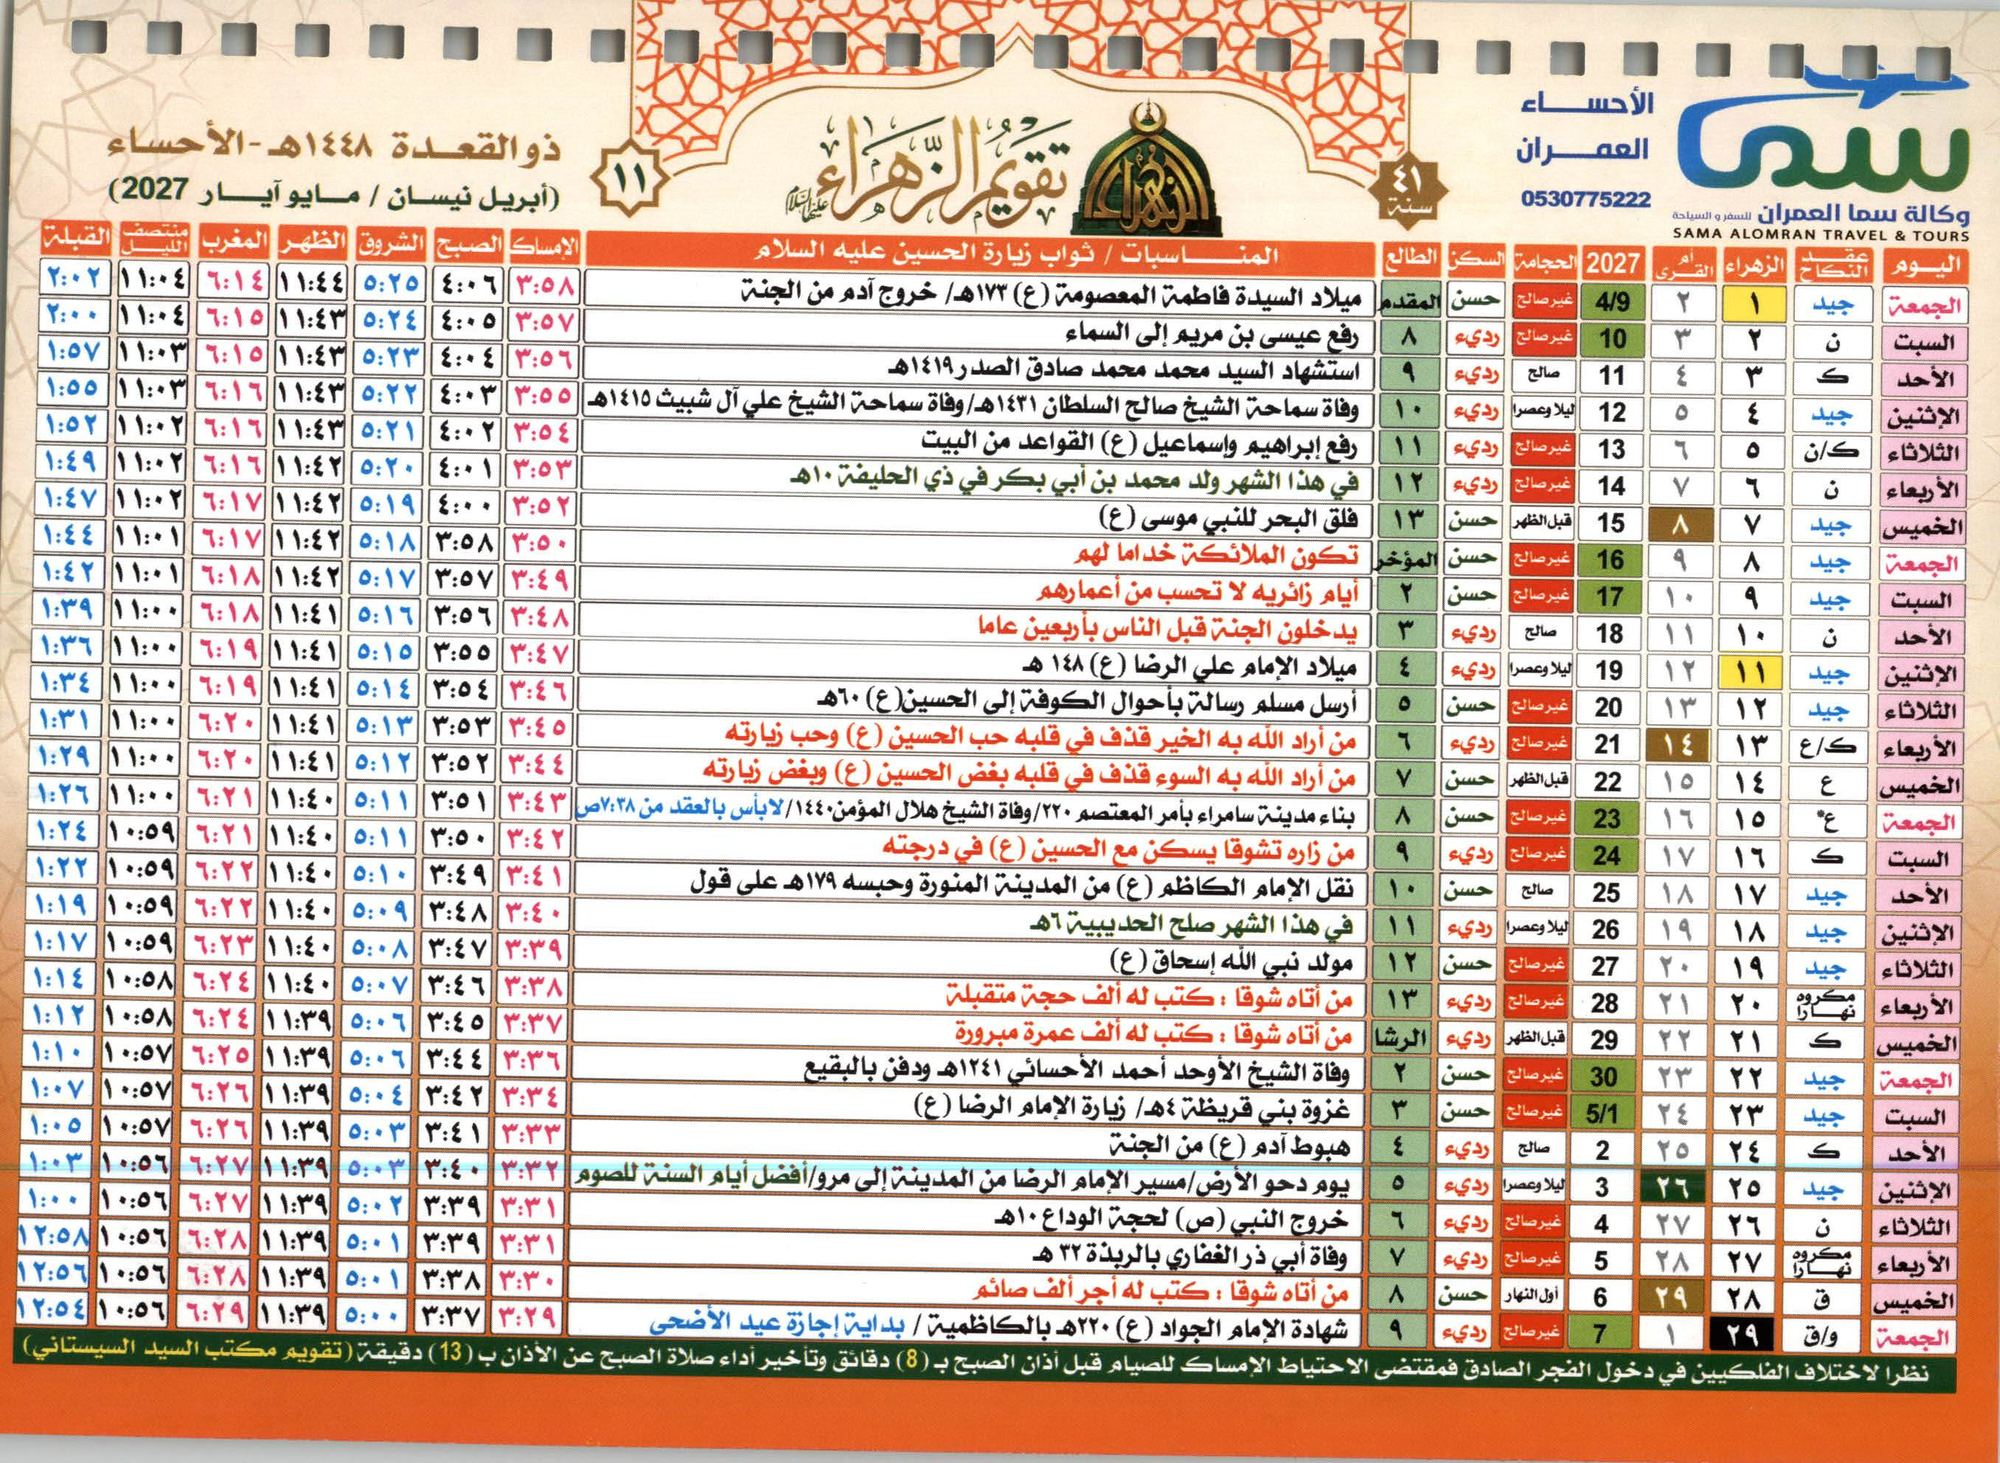 الأحساء
العمران
0530775222
سما
وكالة سما العمران للسفر و السياحة
SAMA ALOMRAN TRAVEL & TOURS
٤١ سنة
الزهراء
تقويم الزهراء عليها السلام
١١
ذو القعدة ١٤٤٨هـ - الأحساء
(أبريل نيسان / مايو آيار 2027)
اليوم عقد النكاح الزهراء أم القرى 2027 الحجامة السكن الطالع المناسبات / ثواب زيارة الحسين عليه السلام الإمساك الصبح الشروق الظهر المغرب منتصف الليل القبلة
الجمعة جيد ١ ٢ 4/9 غير صالح حسن المقدم ميلاد السيدة فاطمة المعصومة (ع) ١٧٣هـ/ خروج آدم من الجنة ٣:٥٨ ٤:٠٦ ٥:٢٥ ١١:٤٤ ٦:١٤ ١١:٠٤ ٢:٠٢
السبت ن ٢ ٣ 10 غير صالح رديء ٨ رفع عيسى بن مريم إلى السماء ٣:٥٧ ٤:٠٥ ٥:٢٤ ١١:٤٣ ٦:١٥ ١١:٠٤ ٢:٠٠
الأحد ك ٣ ٤ 11 صالح رديء ٩ استشهاد السيد محمد محمد صادق الصدر ١٤١٩هـ ٣:٥٦ ٤:٠٤ ٥:٢٣ ١١:٤٣ ٦:١٥ ١١:٠٣ ١:٥٧
الإثنين جيد ٤ ٥ 12 ليلا وعصرا رديء ١٠ وفاة سماحة الشيخ صالح السلطان ١٤٣١هـ/وفاة سماحة الشيخ علي آل شبيث ١٤١٥هـ ٣:٥٥ ٤:٠٣ ٥:٢٢ ١١:٤٣ ٦:١٦ ١١:٠٣ ١:٥٥
الثلاثاء ك/ن ٥ ٦ 13 غير صالح رديء ١١ رفع إبراهيم وإسماعيل (ع) القواعد من البيت ٣:٥٤ ٤:٠٢ ٥:٢١ ١١:٤٣ ٦:١٦ ١١:٠٢ ١:٥٢
الأربعاء ن ٦ ٧ 14 غير صالح رديء ١٢ في هذا الشهر ولد محمد بن أبي بكر في ذي الحليفة ١٠هـ ٣:٥٣ ٤:٠١ ٥:٢٠ ١١:٤٢ ٦:١٦ ١١:٠٢ ١:٤٩
الخميس جيد ٧ ٨ 15 قبل الظهر حسن ١٣ فلق البحر للنبي موسى (ع) ٣:٥٢ ٤:٠٠ ٥:١٩ ١١:٤٢ ٦:١٧ ١١:٠٢ ١:٤٧
الجمعة جيد ٨ ٩ 16 غير صالح حسن المؤخر تكون الملائكة خداما لهم ٣:٥٠ ٣:٥٨ ٥:١٨ ١١:٤٢ ٦:١٧ ١١:٠١ ١:٤٤
السبت جيد ٩ ١٠ 17 غير صالح حسن ٢ أيام زائريه لا تحسب من أعمارهم ٣:٤٩ ٣:٥٧ ٥:١٧ ١١:٤٢ ٦:١٨ ١١:٠١ ١:٤٢
الأحد ن ١٠ ١١ 18 صالح رديء ٣ يدخلون الجنة قبل الناس بأربعين عاما ٣:٤٨ ٣:٥٦ ٥:١٦ ١١:٤١ ٦:١٨ ١١:٠٠ ١:٣٩
الإثنين جيد ١١ ١٢ 19 ليلا وعصرا رديء ٤ ميلاد الإمام علي الرضا (ع) ١٤٨ هـ ٣:٤٧ ٣:٥٥ ٥:١٥ ١١:٤١ ٦:١٩ ١١:٠٠ ١:٣٦
الثلاثاء جيد ١٢ ١٣ 20 غير صالح حسن ٥ أرسل مسلم رسالة بأحوال الكوفة إلى الحسين(ع) ٦٠هـ ٣:٤٦ ٣:٥٤ ٥:١٤ ١١:٤١ ٦:١٩ ١١:٠٠ ١:٣٤
الأربعاء ك/ع ١٣ ١٤ 21 غير صالح رديء ٦ من أراد الله به الخير قذف في قلبه حب الحسين (ع) وحب زيارته ٣:٤٥ ٣:٥٣ ٥:١٣ ١١:٤١ ٦:٢٠ ١١:٠٠ ١:٣١
الخميس ع ١٤ ١٥ 22 قبل الظهر حسن ٧ من أراد الله به السوء قذف في قلبه بغض الحسين (ع) وبغض زيارته ٣:٤٤ ٣:٥٢ ٥:١٢ ١١:٤١ ٦:٢٠ ١١:٠٠ ١:٢٩
الجمعة ع* ١٥ ١٦ 23 غير صالح حسن ٨ بناء مدينة سامراء بأمر المعتصم ٢٢٠/وفاة الشيخ هلال المؤمن١٤٤٠/لا بأس بالعقد من ٧:٣٨ص ٣:٤٣ ٣:٥١ ٥:١١ ١١:٤٠ ٦:٢١ ١١:٠٠ ١:٢٦
السبت ك ١٦ ١٧ 24 غير صالح رديء ٩ من زاره تشوقا يسكن مع الحسين (ع) في درجته ٣:٤٢ ٣:٥٠ ٥:١١ ١١:٤٠ ٦:٢١ ١٠:٥٩ ١:٢٤
الأحد جيد ١٧ ١٨ 25 صالح حسن ١٠ نقل الإمام الكاظم (ع) من المدينة المنورة وحبسه ١٧٩هـ على قول ٣:٤١ ٣:٤٩ ٥:١٠ ١١:٤٠ ٦:٢٢ ١٠:٥٩ ١:٢٢
الإثنين جيد ١٨ ١٩ 26 ليلا وعصرا رديء ١١ في هذا الشهر صلح الحديبية ٦هـ ٣:٤٠ ٣:٤٨ ٥:٠٩ ١١:٤٠ ٦:٢٢ ١٠:٥٩ ١:١٩
الثلاثاء جيد ١٩ ٢٠ 27 غير صالح حسن ١٢ مولد نبي الله إسحاق (ع) ٣:٣٩ ٣:٤٧ ٥:٠٨ ١١:٤٠ ٦:٢٣ ١٠:٥٩ ١:١٧
الأربعاء مكروه نهارا ٢٠ ٢١ 28 غير صالح رديء ١٣ من أتاه شوقا : كتب له ألف حجة متقبلة ٣:٣٨ ٣:٤٦ ٥:٠٧ ١١:٤٠ ٦:٢٤ ١٠:٥٨ ١:١٤
الخميس ك ٢١ ٢٢ 29 قبل الظهر رديء الرشا من أتاه شوقا : كتب له ألف عمرة مبرورة ٣:٣٧ ٣:٤٥ ٥:٠٦ ١١:٣٩ ٦:٢٤ ١٠:٥٨ ١:١٢
الجمعة جيد ٢٢ ٢٣ 30 غير صالح حسن ٢ وفاة الشيخ الأوحد أحمد الأحسائي ١٢٤١هـ ودفن بالبقيع ٣:٣٦ ٣:٤٤ ٥:٠٦ ١١:٣٩ ٦:٢٥ ١٠:٥٧ ١:١٠
السبت جيد ٢٣ ٢٤ 5/1 غير صالح حسن ٣ غزوة بني قريظة ٤هـ/ زيارة الإمام الرضا (ع) ٣:٣٤ ٣:٤٢ ٥:٠٤ ١١:٣٩ ٦:٢٦ ١٠:٥٧ ١:٠٧
الأحد ك ٢٤ ٢٥ 2 صالح رديء ٤ هبوط آدم (ع) من الجنة ٣:٣٣ ٣:٤١ ٥:٠٣ ١١:٣٩ ٦:٢٦ ١٠:٥٧ ١:٠٥
الإثنين جيد ٢٥ ٢٦ 3 ليلا وعصرا رديء ٥ يوم دحو الأرض/مسير الإمام الرضا من المدينة إلى مرو/أفضل أيام السنة للصوم ٣:٣٢ ٣:٤٠ ٥:٠٣ ١١:٣٩ ٦:٢٧ ١٠:٥٦ ١:٠٣
الثلاثاء ن ٢٦ ٢٧ 4 غير صالح رديء ٦ خروج النبي (ص) لحجة الوداع ١٠هـ ٣:٣١ ٣:٣٩ ٥:٠٢ ١١:٣٩ ٦:٢٧ ١٠:٥٦ ١:٠٠
الأربعاء مكروه نهارا ٢٧ ٢٨ 5 غير صالح رديء ٧ وفاة أبي ذر الغفاري بالربذة ٣٢ هـ ٣:٣١ ٣:٣٩ ٥:٠١ ١١:٣٩ ٦:٢٨ ١٠:٥٦ ١٢:٥٨
الخميس ق ٢٨ ٢٩ 6 أول النهار حسن ٨ من أتاه شوقا : كتب له أجر ألف صائم ٣:٣٠ ٣:٣٨ ٥:٠١ ١١:٣٩ ٦:٢٨ ١٠:٥٦ ١٢:٥٦
الجمعة و/ق ٢٩ ١ 7 غير صالح رديء ٩ شهادة الإمام الجواد (ع) ٢٢٠هـ بالكاظمية / بداية إجازة عيد الأضحى ٣:٢٩ ٣:٣٧ ٥:٠٠ ١١:٣٩ ٦:٢٩ ١٠:٥٦ ١٢:٥٤
نظرا لاختلاف الفلكيين في دخول الفجر الصادق فمقتضى الاحتياط الإمساك للصيام قبل أذان الصبح بـ (8) دقائق وتأخير أداء صلاة الصبح عن الأذان ب (13) دقيقة (تقويم مكتب السيد السيستاني)